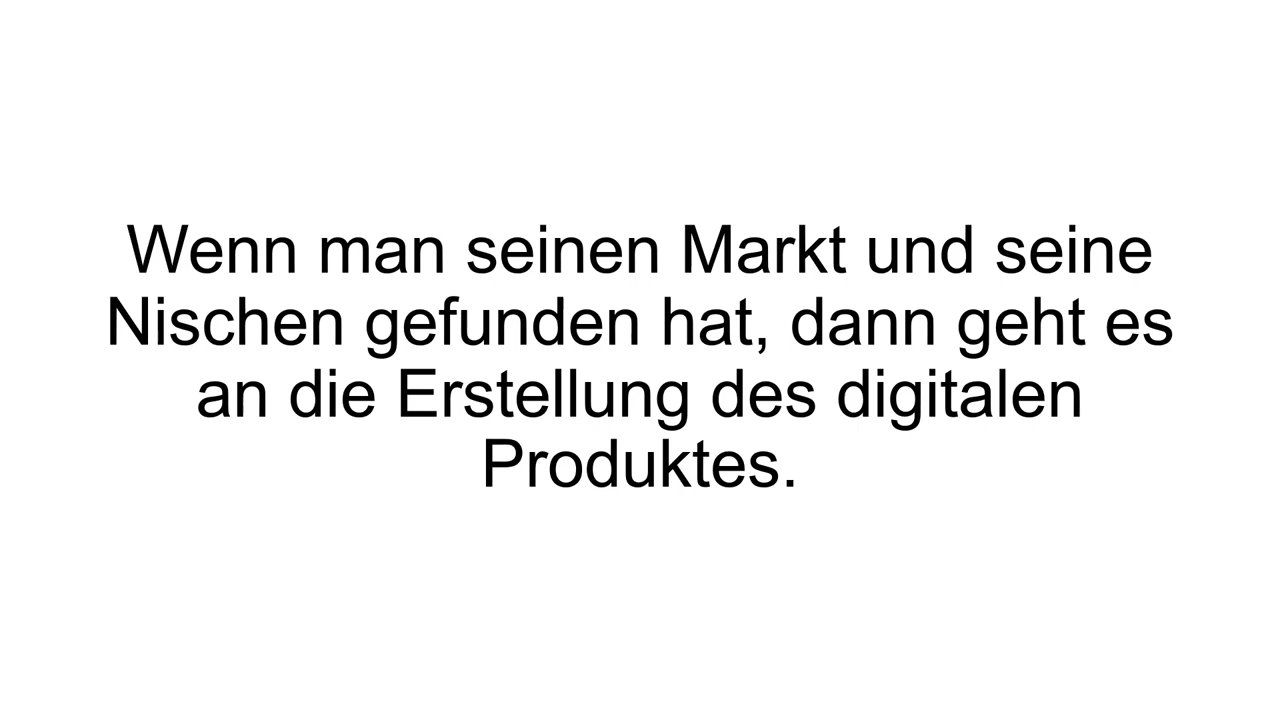 Wenn man seinen Markt und seine
Nischen gefunden hat, dann geht es
an die Erstellung des digitalen
Produktes.